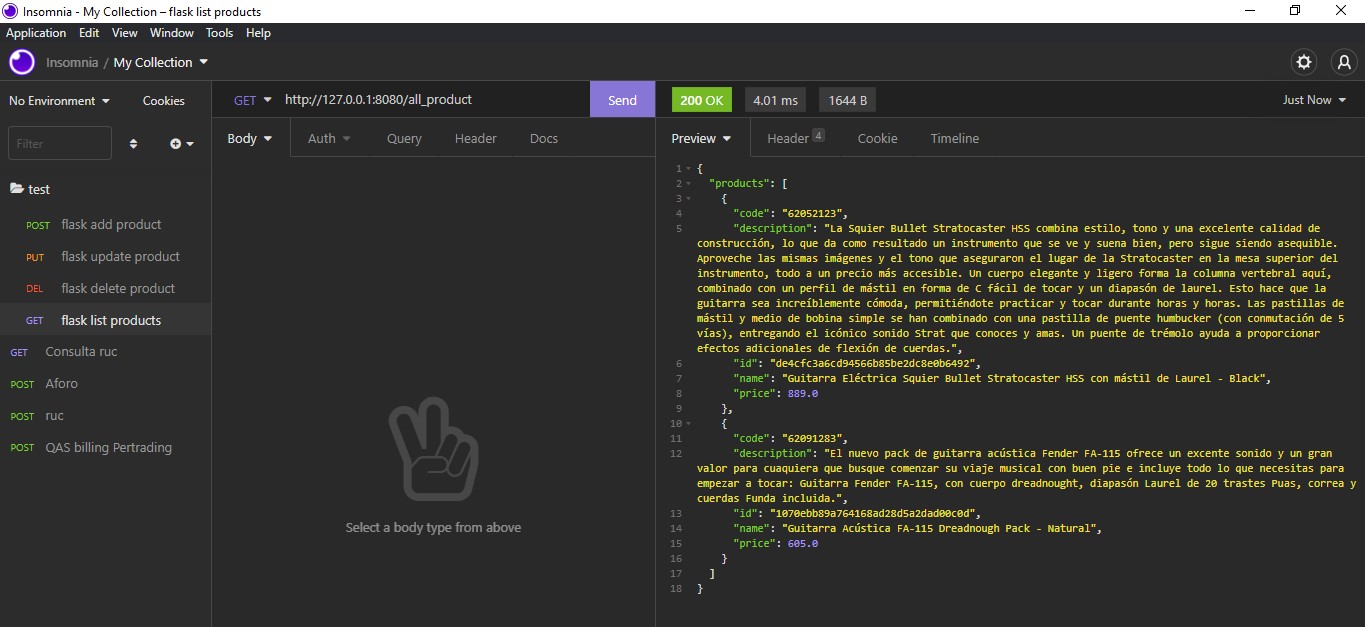 Insomnia - My Collection – flask list products
Application Edit View Window Tools Help
Insomnia / My Collection
No Environment Cookies
GET http://127.0.0.1:8080/all_product Send
200 OK 4.01 ms 1644 B Just Now
Filter
Body Auth Query Header Docs
Preview Header 4 Cookie Timeline
test
POST flask add product
PUT flask update product
DEL flask delete product
GET flask list products
GET Consulta ruc
POST Aforo
POST ruc
POST QAS billing Pertrading
Select a body type from above
1 {
2 "products": [
3 {
4 "code": "62052123",
5 "description": "La Squier Bullet Stratocaster HSS combina estilo, tono y una excelente calidad de
construcción, lo que da como resultado un instrumento que se ve y suena bien, pero sigue siendo asequible.
Aproveche las mismas imágenes y el tono que aseguraron el lugar de la Stratocaster en la mesa superior del
instrumento, todo a un precio más accesible. Un cuerpo elegante y ligero forma la columna vertebral aquí,
combinado con un perfil de mástil en forma de C fácil de tocar y un diapasón de laurel. Esto hace que la
guitarra sea increíblemente cómoda, permitiéndote practicar y tocar durante horas y horas. Las pastillas de
mástil y medio de bobina simple se han combinado con una pastilla de puente humbucker (con conmutación de 5
vías), entregando el icónico sonido Strat que conoces y amas. Un puente de trémolo ayuda a proporcionar
efectos adicionales de flexión de cuerdas.",
6 "id": "de4cfc3a6cd94566b85be2dc8e0b6492",
7 "name": "Guitarra Eléctrica Squier Bullet Stratocaster HSS con mástil de Laurel - Black",
8 "price": 889.0
9 },
10 {
11 "code": "62091283",
12 "description": "El nuevo pack de guitarra acústica Fender FA-115 ofrece un excente sonido y un gran
valor para cuaquiera que busque comenzar su viaje musical con buen pie e incluye todo lo que necesitas para
empezar a tocar: Guitarra Fender FA-115, con cuerpo dreadnought, diapasón Laurel de 20 trastes Puas, correa y
cuerdas Funda incluida.",
13 "id": "1070ebb89a764168ad28d5a2dad00c0d",
14 "name": "Guitarra Acústica FA-115 Dreadnough Pack - Natural",
15 "price": 605.0
16 }
17 ]
18 }